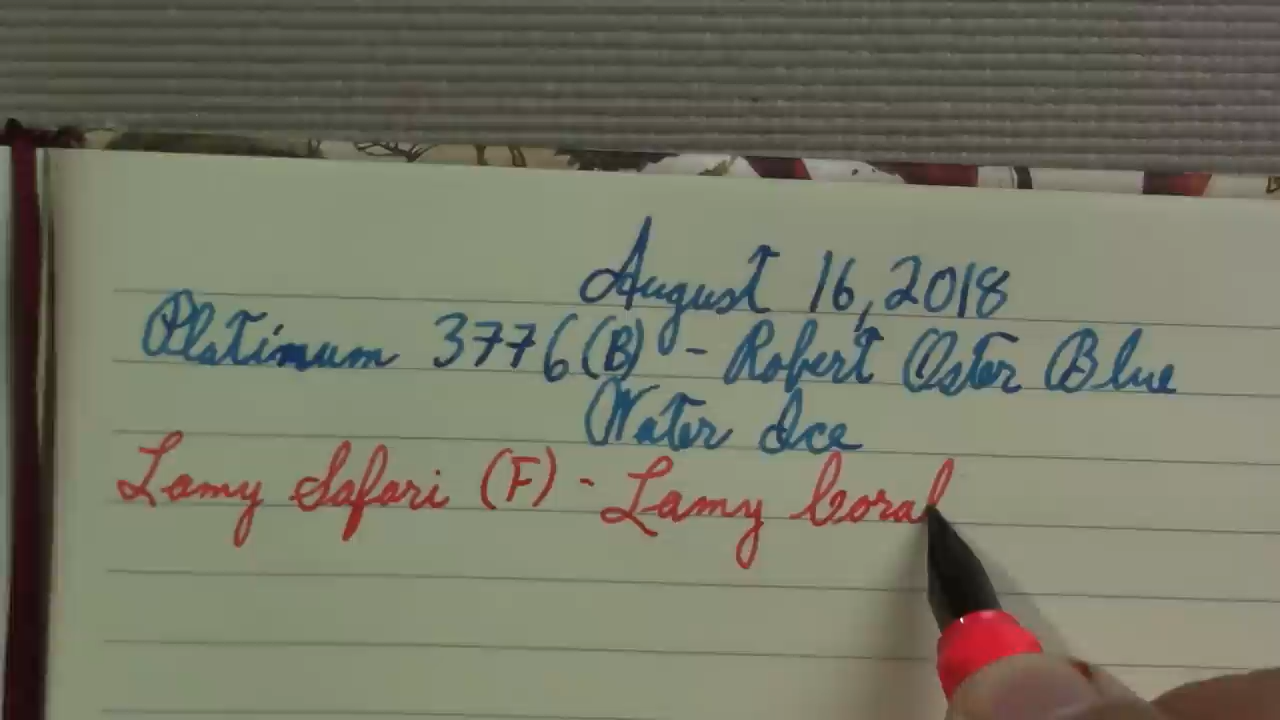 August 16, 2018
Platinum 3776 (B) - Robert Oster Blue
Water Ice
Lamy Safari (F) - Lamy Coral